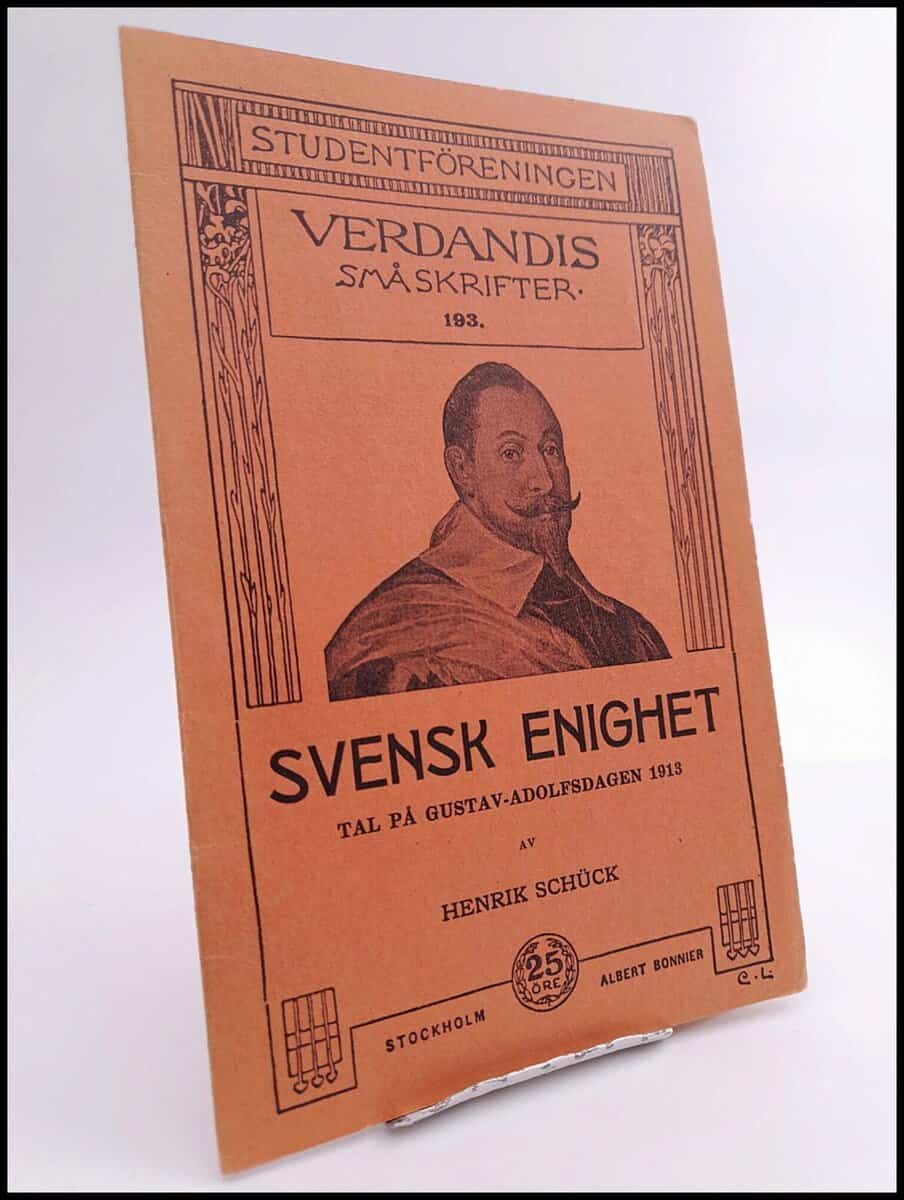 STUDENTFÖRENINGEN
VERDANDIS
SMÅSKRIFTER.
193.
SVENSK ENIGHET
TAL PÅ GUSTAV-ADOLFSDAGEN 1913
AV
HENRIK SCHÜCK
STOCKHOLM
25
ÖRE
ALBERT BONNIER
C.L.